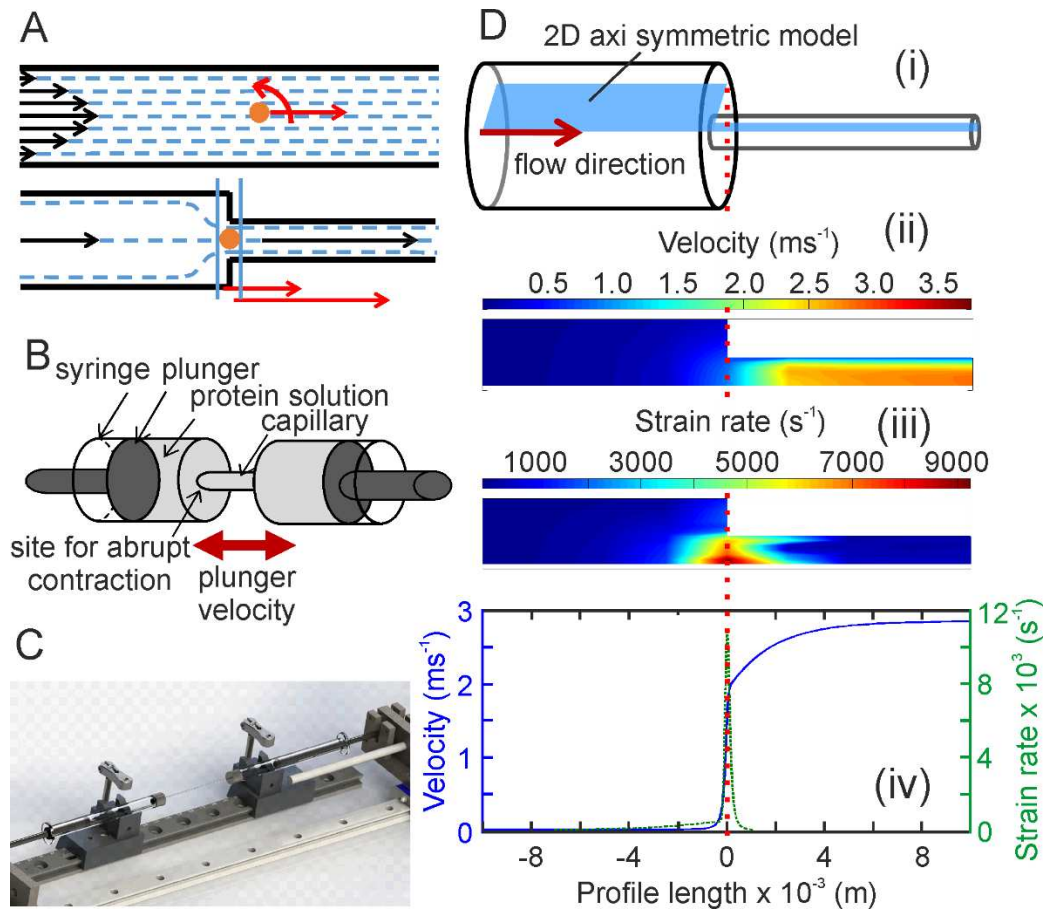 A
B
syringe
plunger
protein solution
capillary
site for abrupt
contraction
plunger
velocity
C
D
2D axi symmetric model
(i)
flow direction
Velocity (ms⁻¹)
(ii)
0.5 1.0 1.5 2.0 2.5 3.0 3.5
Strain rate (s⁻¹)
(iii)
1000 3000 5000 7000 9000
3
2
1
0
Velocity (ms⁻¹)
12
8
4
0
Strain rate x 10³ (s⁻¹)
(iv)
-8 -4 0 4 8
Profile length x 10⁻³ (m)